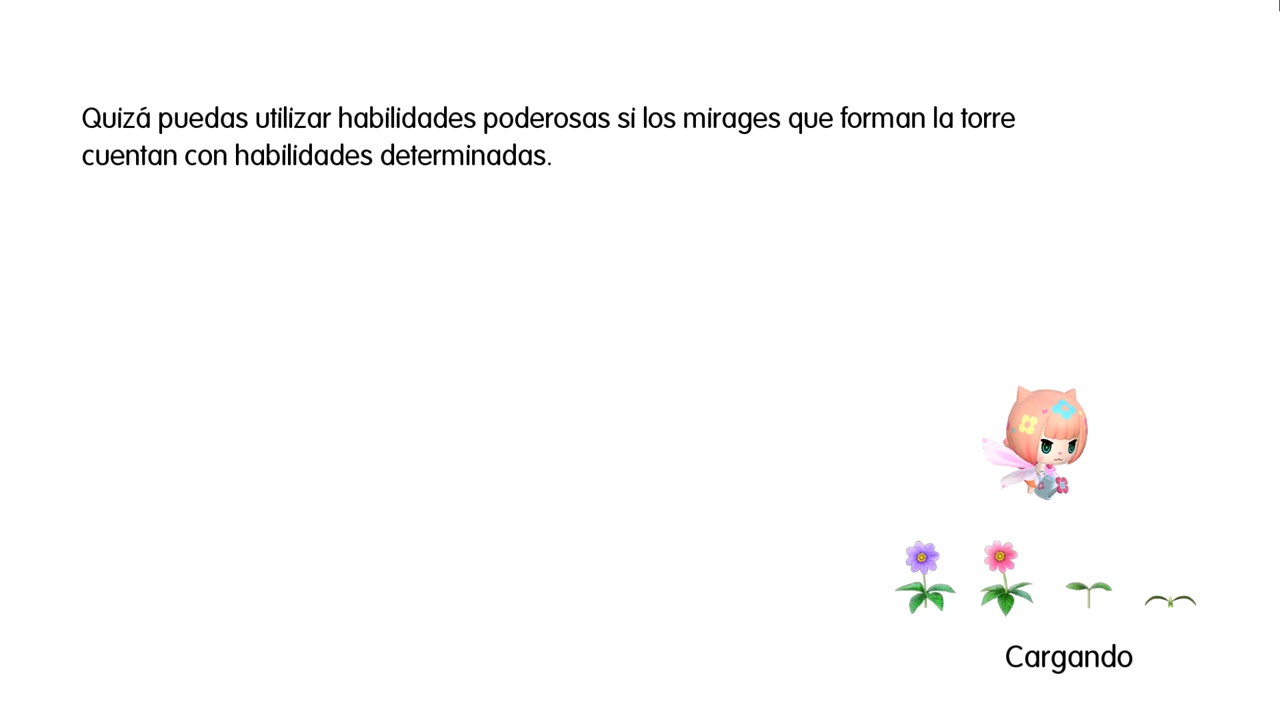 Quizá puedas utilizar habilidades poderosas si los mirages que forman la torre
cuentan con habilidades determinadas.
Cargando